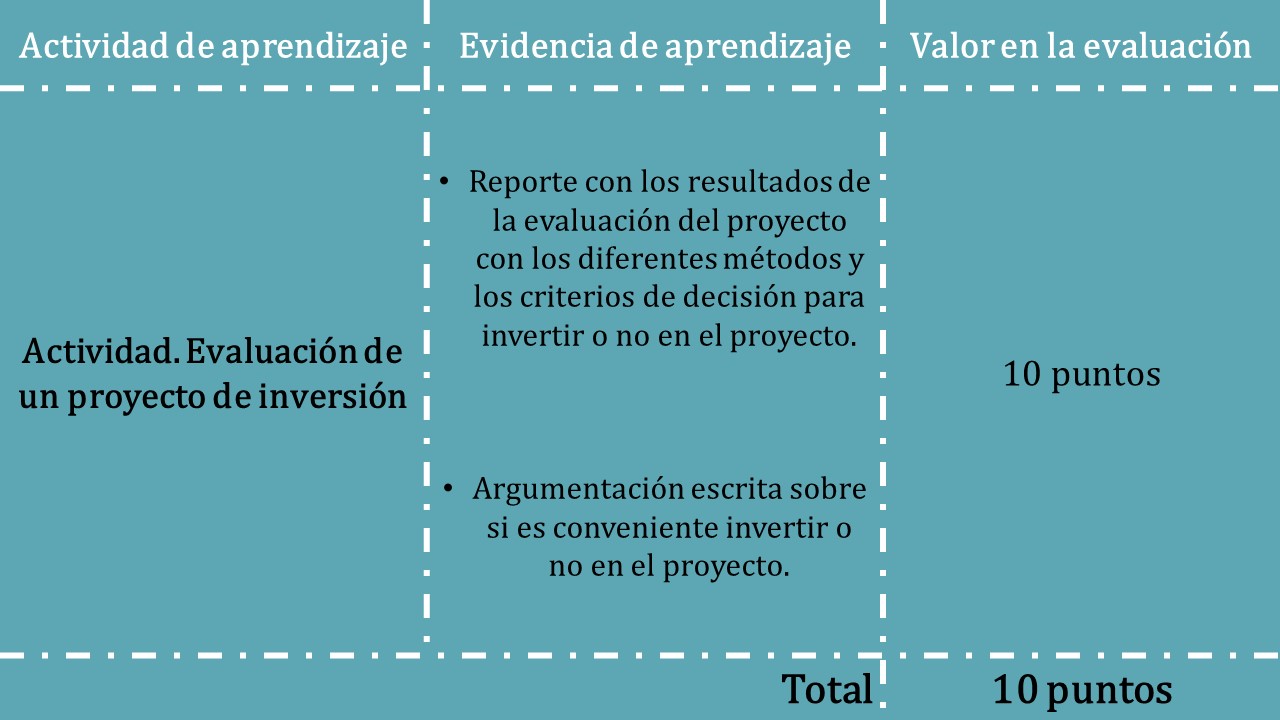 Actividad de aprendizaje
Evidencia de aprendizaje
Valor en la evaluación
Actividad. Evaluación de
un proyecto de inversión
• Reporte con los resultados de
la evaluación del proyecto
con los diferentes métodos y
los criterios de decisión para
invertir o no en el proyecto.
• Argumentación escrita sobre
si es conveniente invertir o
no en el proyecto.
10 puntos
Total
10 puntos